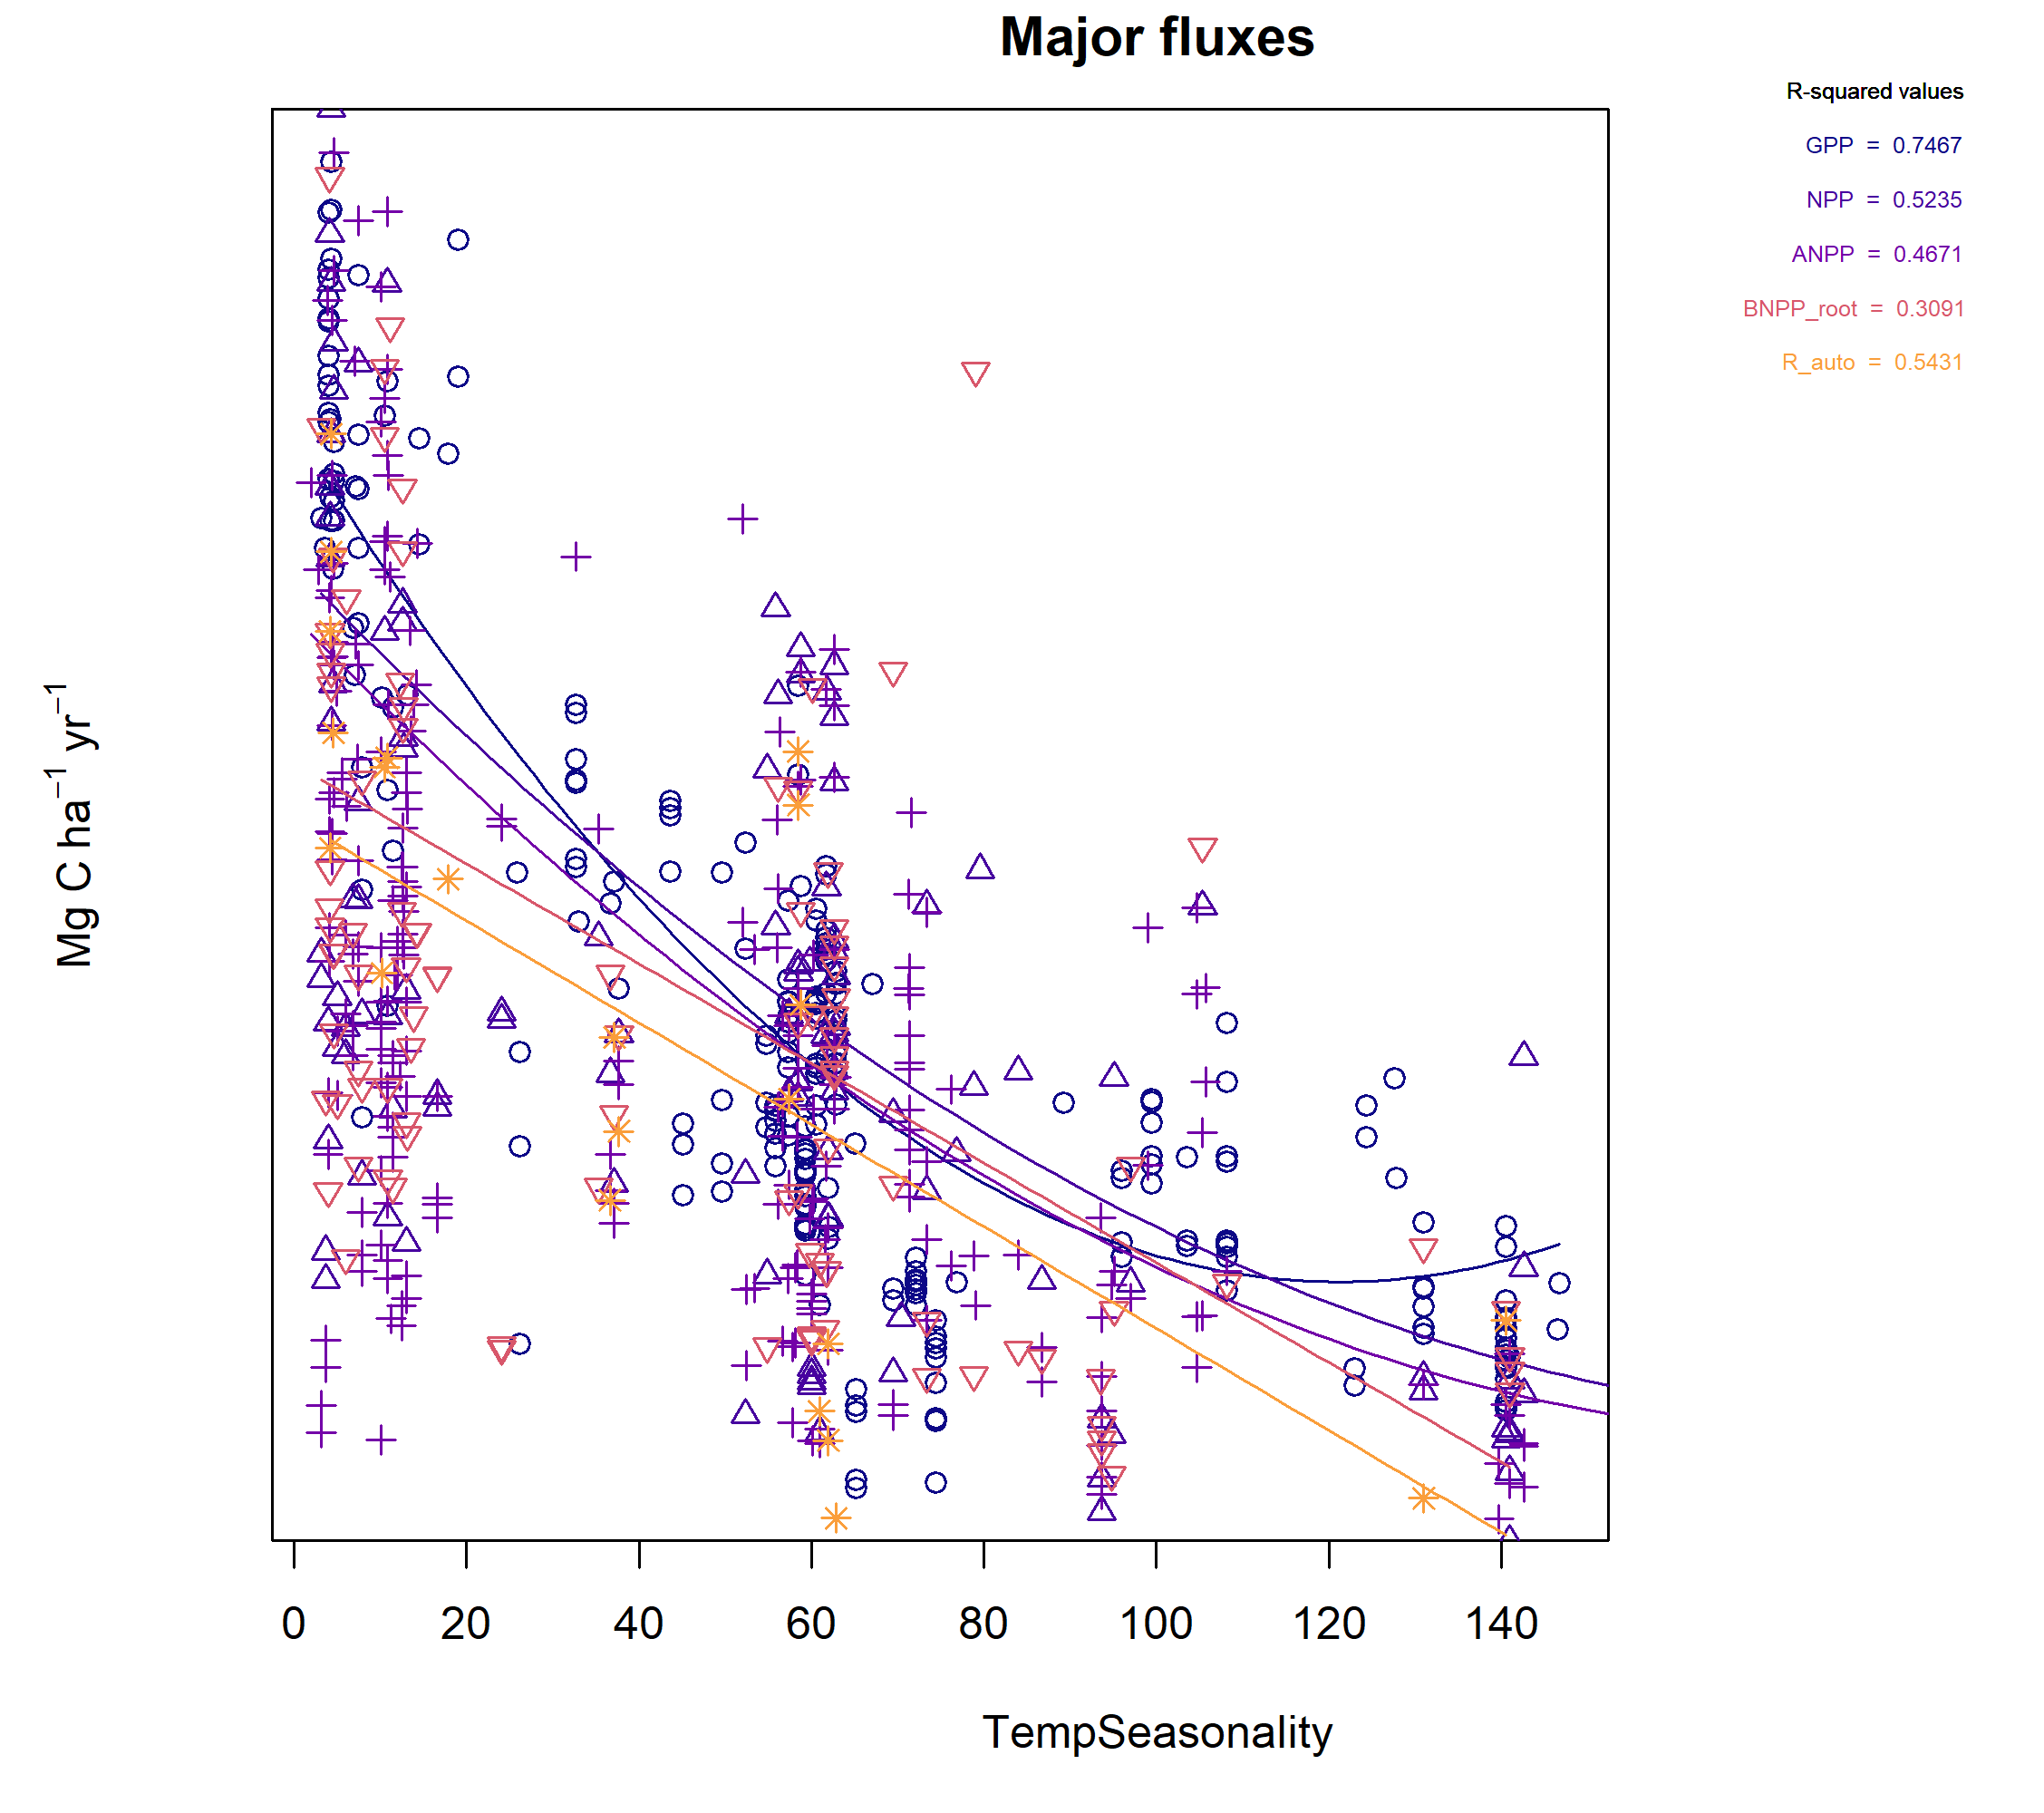 Major fluxes
R-squared values
GPP = 0.7467
NPP = 0.5235
ANPP = 0.4671
BNPP_root = 0.3091
R_auto = 0.5431
Mg C ha⁻¹ yr⁻¹
0 20 40 60 80 100 120 140
TempSeasonality